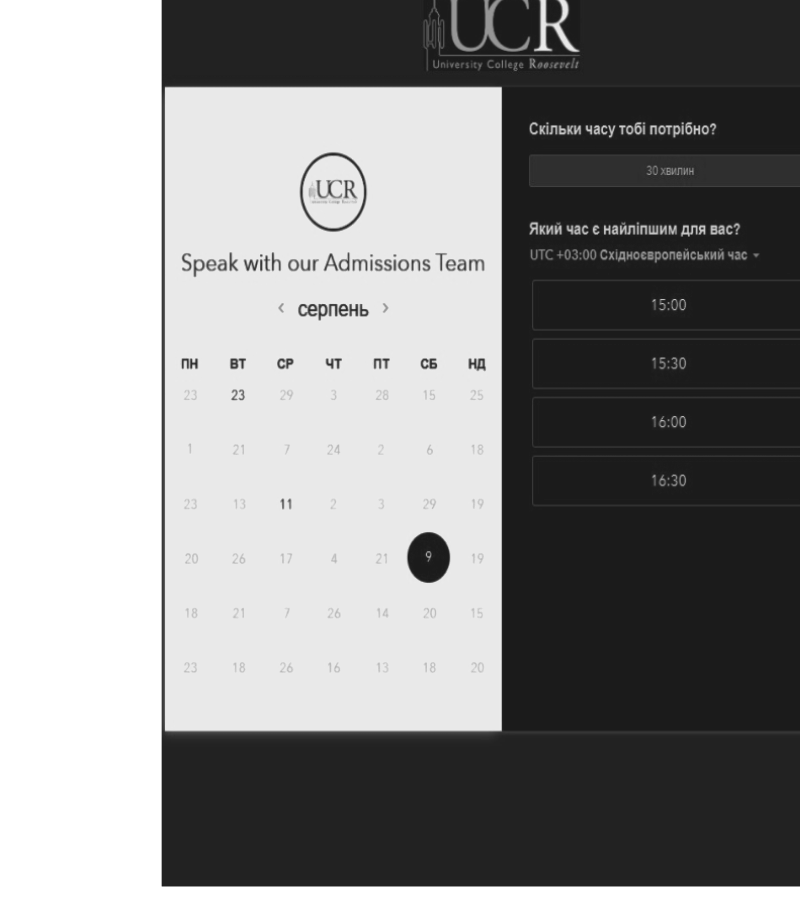 UCR
University College Roosevelt
UCR
Speak with our Admissions Team
‹ серпень ›
ПН ВТ СР ЧТ ПТ СБ НД
23 23 29 3 28 15 25
1 21 7 24 2 6 18
23 13 11 2 3 29 19
20 26 17 4 21 9 19
18 21 7 26 14 20 15
23 18 26 16 13 18 20
Скільки часу тобі потрібно?
30 хвилин
Який час є найліпшим для вас?
UTC +03:00 Східноєвропейський час
15:00
15:30
16:00
16:30